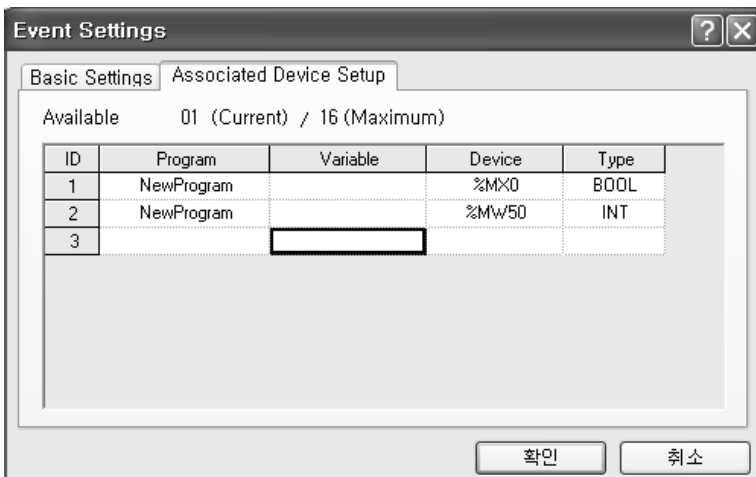 Event Settings
Basic Settings Associated Device Setup
Available 01 (Current) / 16 (Maximum)
ID Program Variable Device Type
1 NewProgram %MX0 BOOL
2 NewProgram %MW50 INT
3
확인 취소